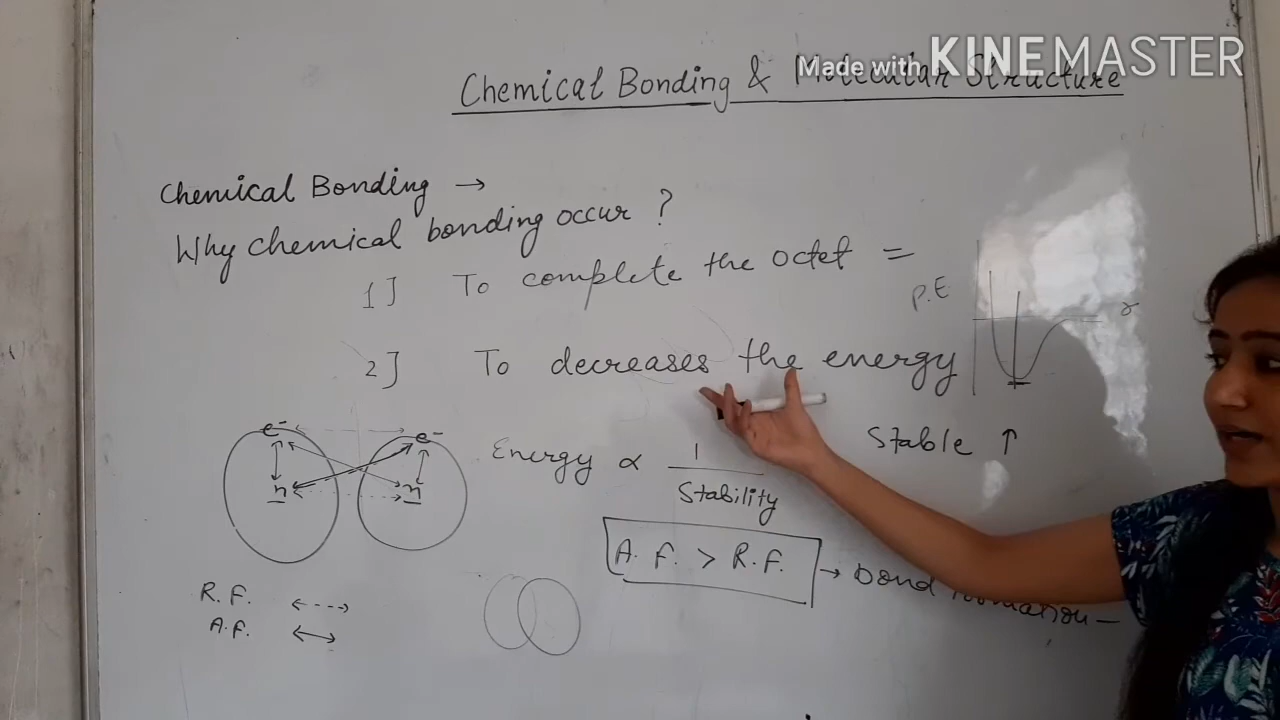 Made with KINEMASTER
Chemical Bonding & Molecular Structure
Chemical Bonding →
Why chemical bonding occur ?
1] To complete the octet =
P.E
r
2] To decreases the energy
Stable ↑
e- e-
n n
Energy ∝ 1
Stability
A.F. > R.F. → bond formation –
R.F.
A.F.